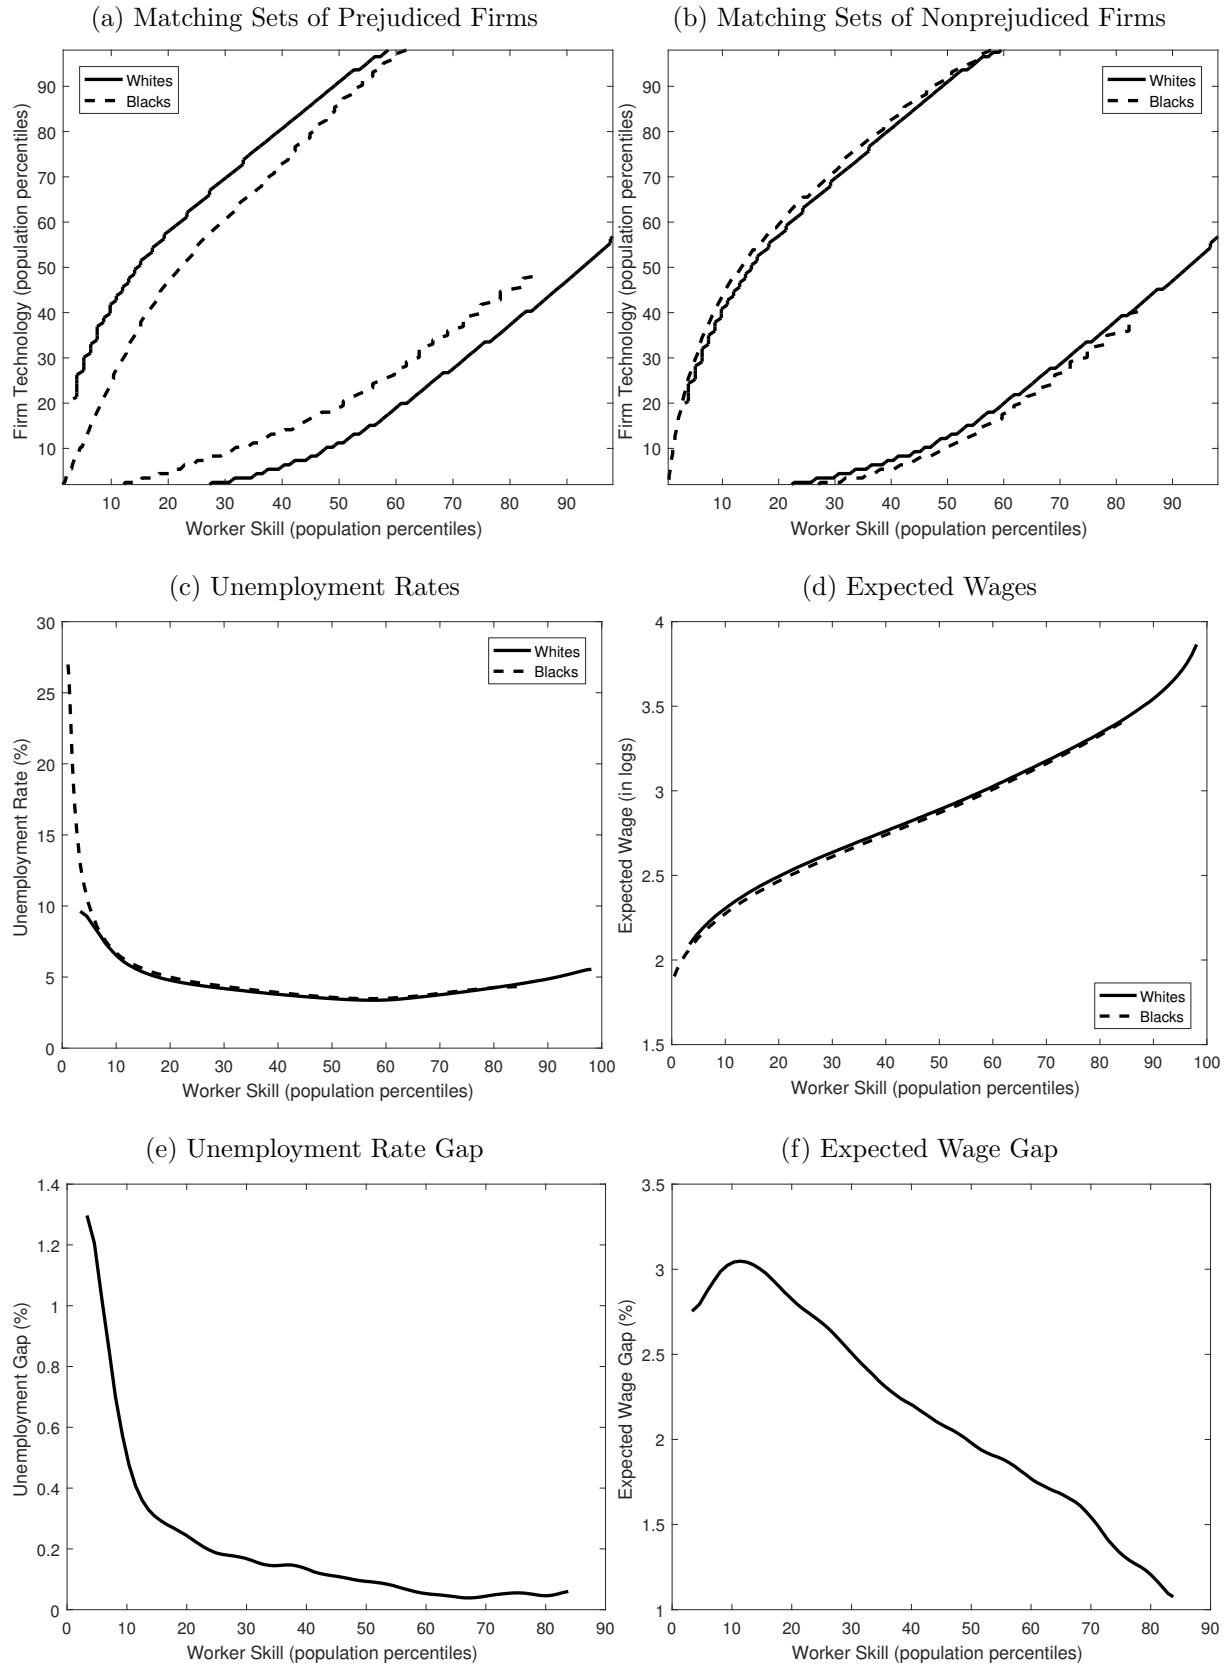 (a) Matching Sets of Prejudiced Firms
Whites
Blacks
Firm Technology (population percentiles)
90
80
70
60
50
40
30
20
10
10 20 30 40 50 60 70 80 90
Worker Skill (population percentiles)
(b) Matching Sets of Nonprejudiced Firms
Whites
Blacks
Firm Technology (population percentiles)
90
80
70
60
50
40
30
20
10
10 20 30 40 50 60 70 80 90
Worker Skill (population percentiles)
(c) Unemployment Rates
Whites
Blacks
Unemployment Rate (%)
30
25
20
15
10
5
0
0 10 20 30 40 50 60 70 80 90 100
Worker Skill (population percentiles)
(d) Expected Wages
Whites
Blacks
Expected Wage (in logs)
4
3.5
3
2.5
2
1.5
0 10 20 30 40 50 60 70 80 90 100
Worker Skill (population percentiles)
(e) Unemployment Rate Gap
Unemployment Gap (%)
1.4
1.2
1
0.8
0.6
0.4
0.2
0
0 10 20 30 40 50 60 70 80 90
Worker Skill (population percentiles)
(f) Expected Wage Gap
Expected Wage Gap (%)
3.5
3
2.5
2
1.5
1
0 10 20 30 40 50 60 70 80 90
Worker Skill (population percentiles)